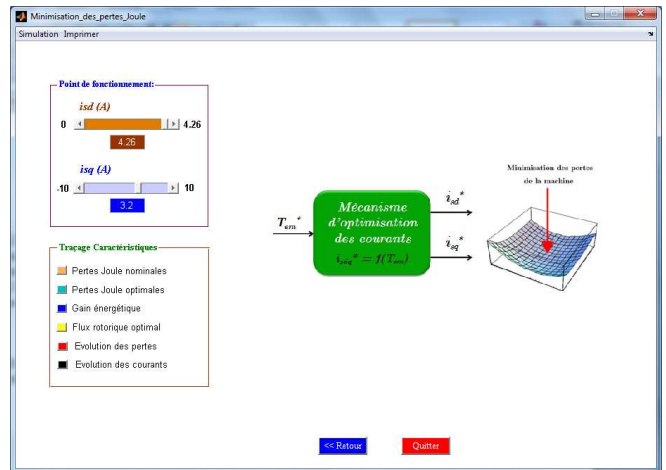 Minimisation_des_pertes_Joule
Simulation Imprimer
Point de fonctionnement:
isd (A)
0 4.26
4.26
isq (A)
-10 10
3.2
Traçage Caractéristiques
Pertes Joule nominales
Pertes Joule optimales
Gain énergétique
Flux rotorique optimal
Evolution des pertes
Evolution des courants
Tem*
Mécanisme
d'optimisation
des courants
isdq* = f(Tem)
isd*
isq*
Minimisation des pertes
de la machine
<< Retour
Quitter